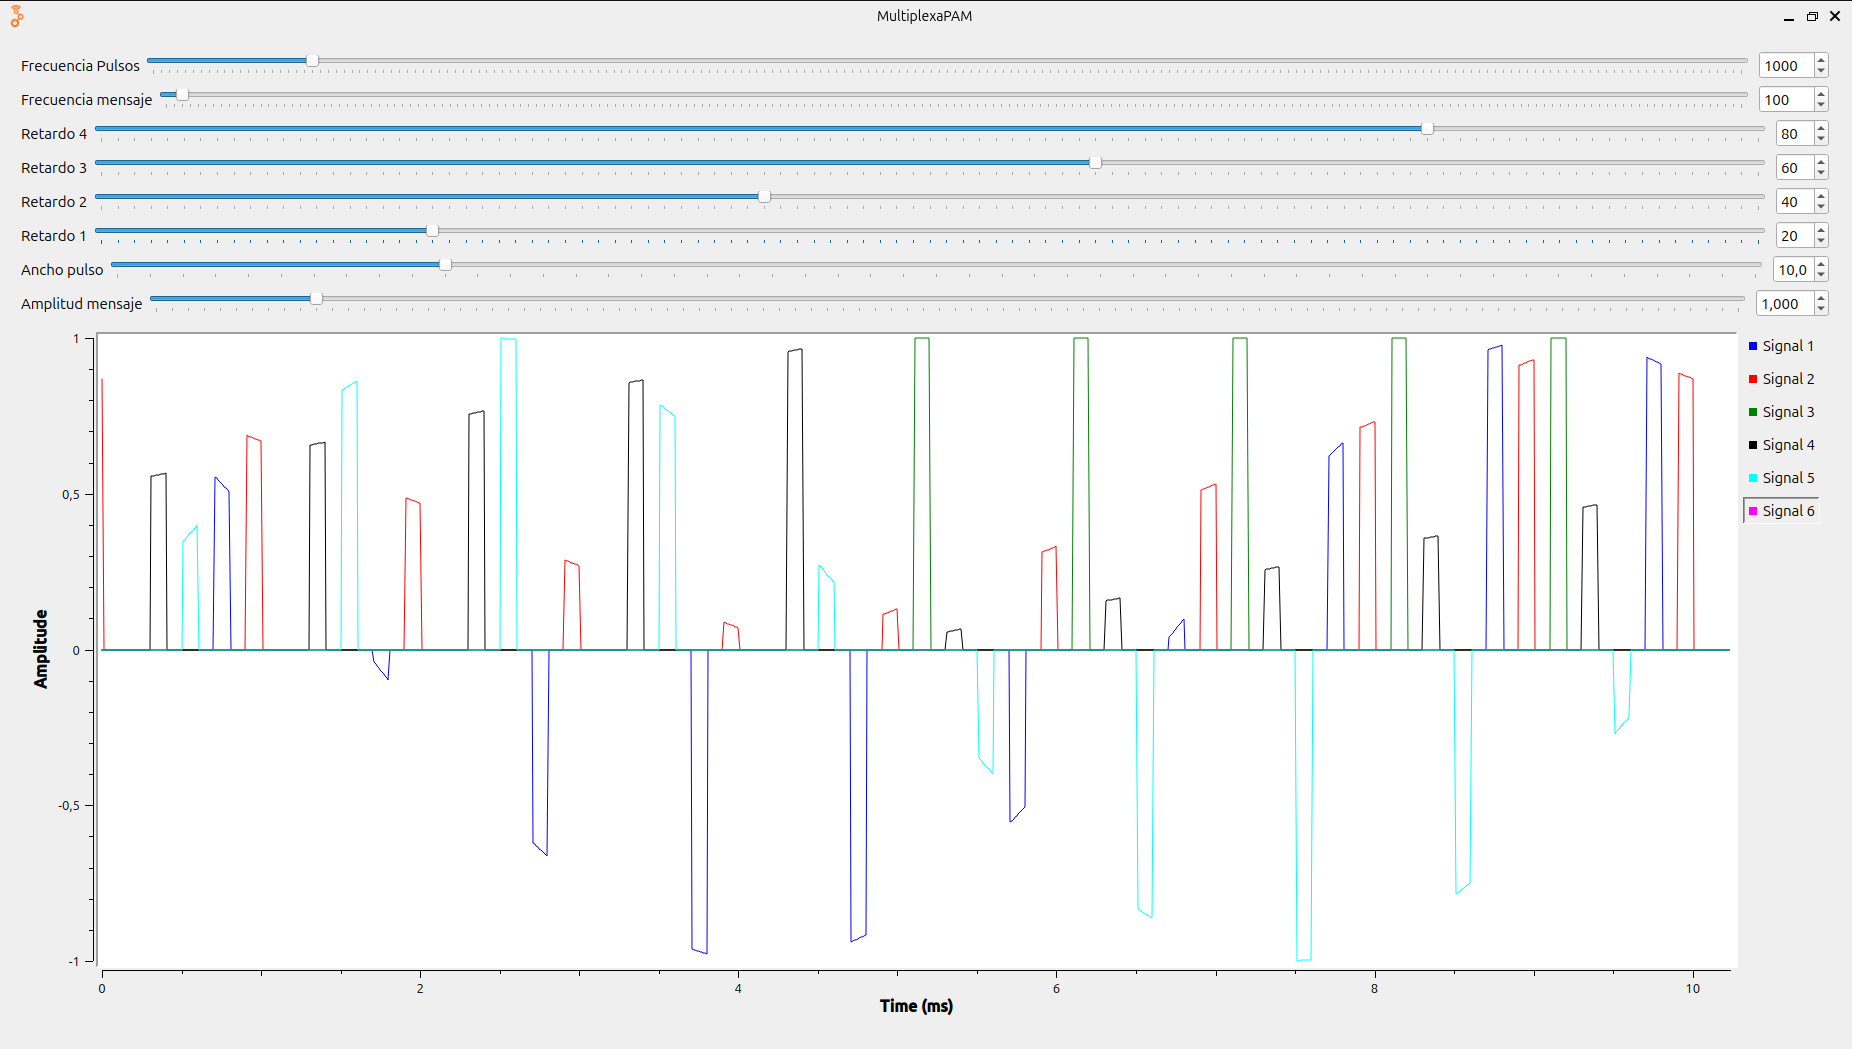 MultiplexaPAM
Frecuencia Pulsos 1000
Frecuencia mensaje 100
Retardo 4 80
Retardo 3 60
Retardo 2 40
Retardo 1 20
Ancho pulso 10,0
Amplitud mensaje 1,000
1
0,5
0
-0,5
-1
Amplitude
0 2 4 6 8 10
Time (ms)
Signal 1
Signal 2
Signal 3
Signal 4
Signal 5
Signal 6